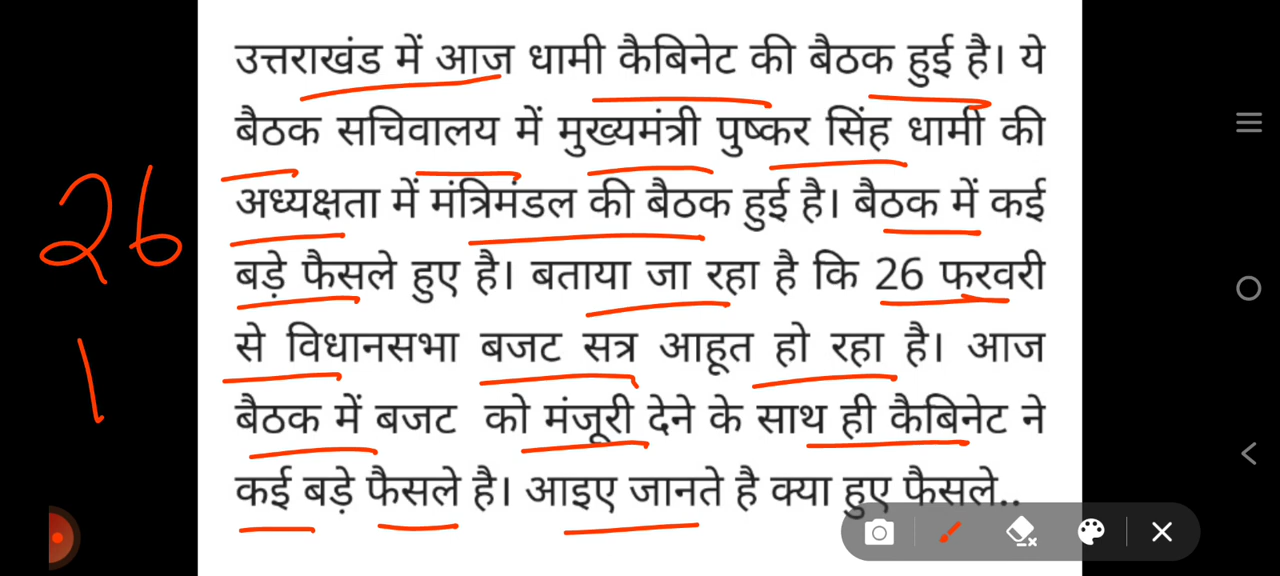 उत्तराखंड में आज धामी कैबिनेट की बैठक हुई है। ये
बैठक सचिवालय में मुख्यमंत्री पुष्कर सिंह धामी की
अध्यक्षता में मंत्रिमंडल की बैठक हुई है। बैठक में कई
बड़े फैसले हुए है। बताया जा रहा है कि 26 फरवरी
से विधानसभा बजट सत्र आहूत हो रहा है। आज
बैठक में बजट को मंजूरी देने के साथ ही कैबिनेट ने
कई बड़े फैसले है। आइए जानते है क्या हुए फैसले..
26
1